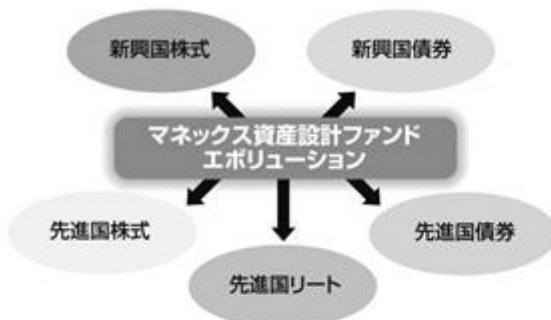 新興国株式
新興国債券
マネックス資産設計ファンド
エボリューション
先進国株式
先進国債券
先進国リート